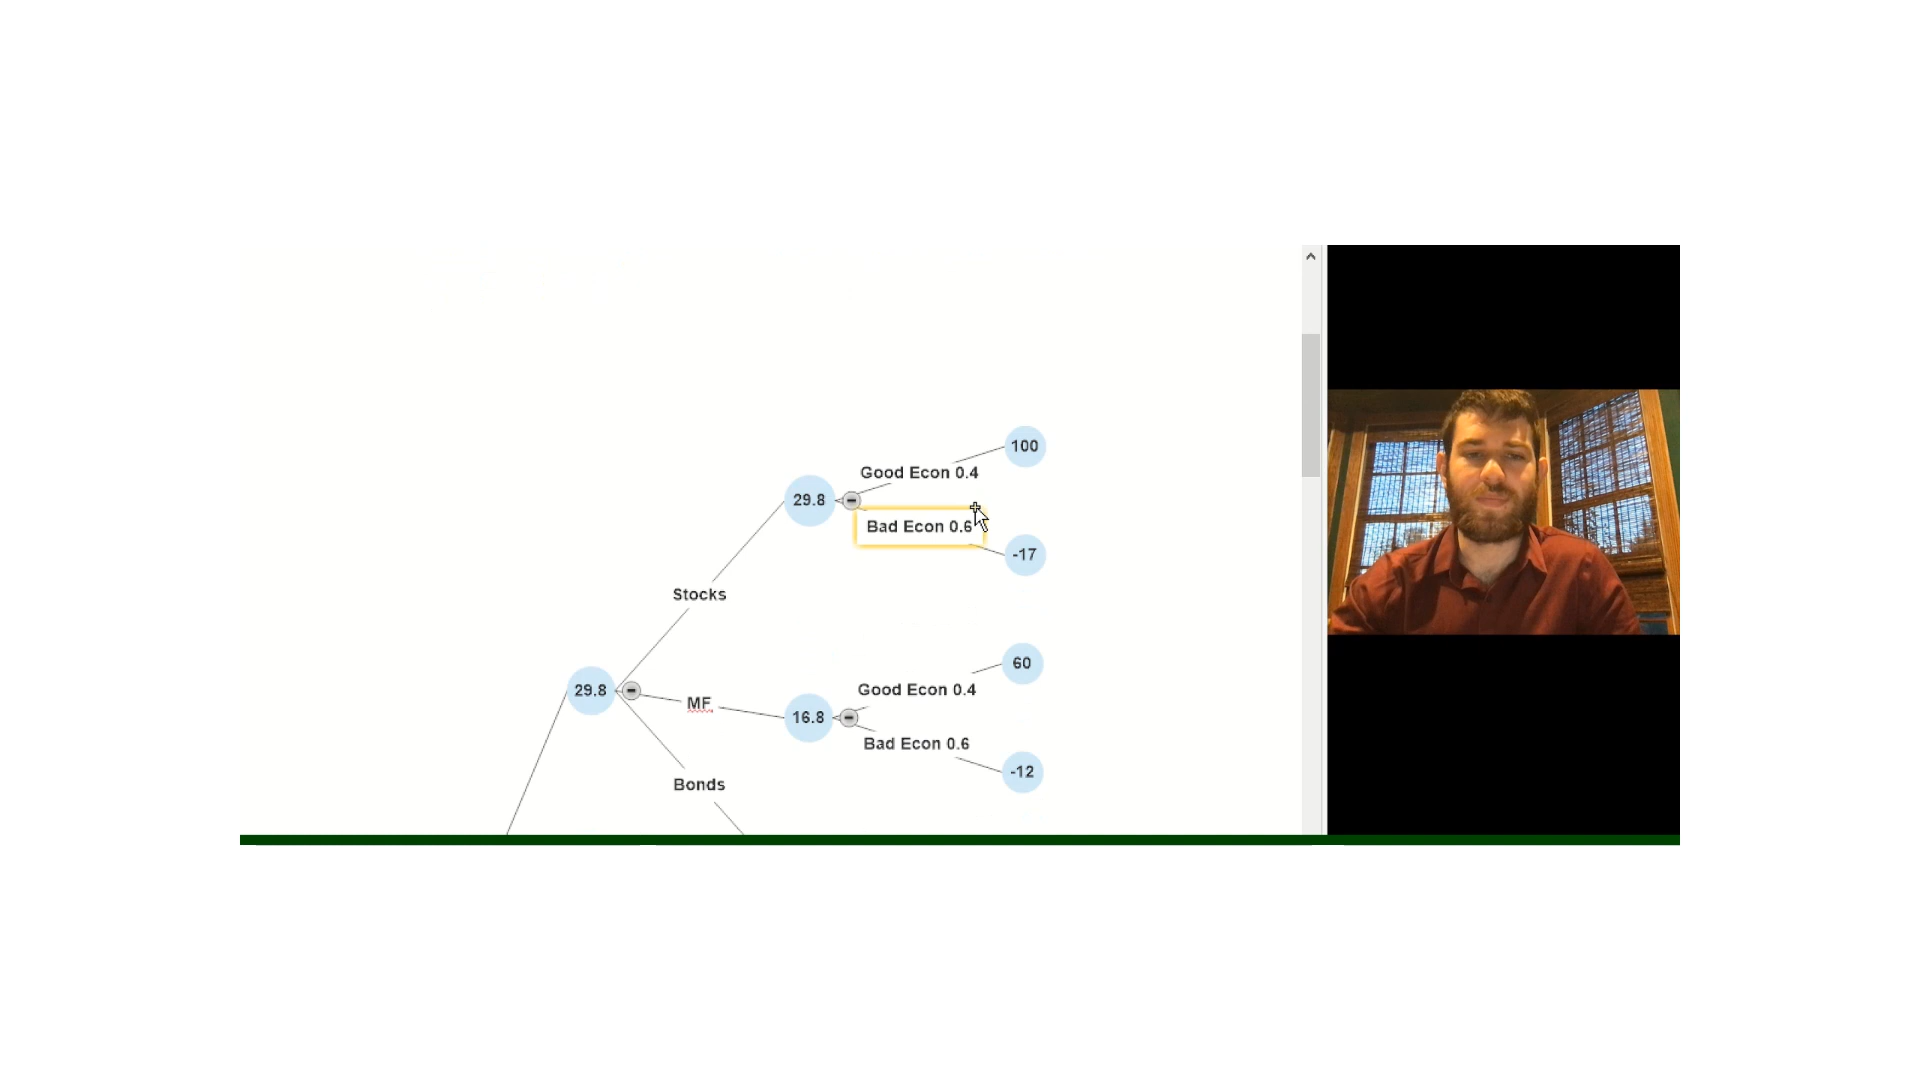 100
Good Econ 0.4
29.8
Bad Econ 0.6
-17
Stocks
60
29.8
Good Econ 0.4
MF
16.8
Bad Econ 0.6
-12
Bonds